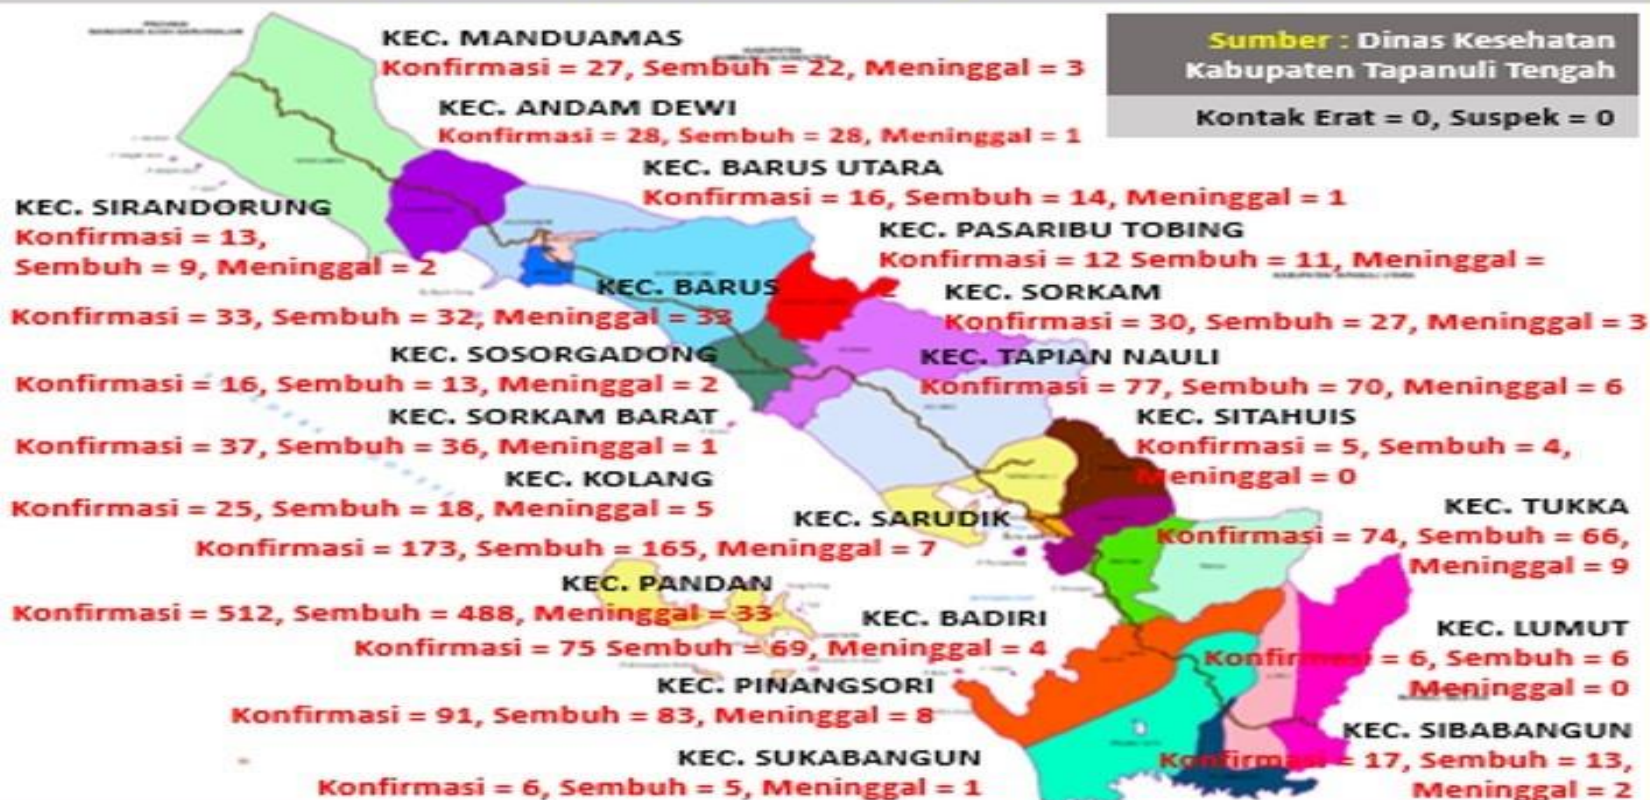 KEC. MANDUAMAS
Konfirmasi = 27, Sembuh = 22, Meninggal = 3
Sumber : Dinas Kesehatan
Kabupaten Tapanuli Tengah
Kontak Erat = 0, Suspek = 0
KEC. ANDAM DEWI
Konfirmasi = 28, Sembuh = 28, Meninggal = 1
KEC. BARUS UTARA
Konfirmasi = 16, Sembuh = 14, Meninggal = 1
KEC. SIRANDORUNG
Konfirmasi = 13,
Sembuh = 9, Meninggal = 2
KEC. PASARIBU TOBING
Konfirmasi = 12 Sembuh = 11, Meninggal =
2
KEC. BARUS
Konfirmasi = 33, Sembuh = 32, Meninggal = 33
KEC. SORKAM
Konfirmasi = 30, Sembuh = 27, Meninggal = 3
KEC. SOSORGADONG
Konfirmasi = 16, Sembuh = 13, Meninggal = 2
KEC. TAPIAN NAULI
Konfirmasi = 77, Sembuh = 70, Meninggal = 6
KEC. SORKAM BARAT
Konfirmasi = 37, Sembuh = 36, Meninggal = 1
KEC. SITAHUIS
Konfirmasi = 5, Sembuh = 4,
Meninggal = 0
KEC. KOLANG
Konfirmasi = 25, Sembuh = 18, Meninggal = 5
KEC. SARUDIK
Konfirmasi = 173, Sembuh = 165, Meninggal = 7
KEC. TUKKA
Konfirmasi = 74, Sembuh = 66,
Meninggal = 9
KEC. PANDAN
Konfirmasi = 512, Sembuh = 488, Meninggal = 33
KEC. BADIRI
Konfirmasi = 75 Sembuh = 69, Meninggal = 4
KEC. LUMUT
Konfirmasi = 6, Sembuh = 6
Meninggal = 0
KEC. PINANGSORI
Konfirmasi = 91, Sembuh = 83, Meninggal = 8
KEC. SIBABANGUN
Konfirmasi = 17, Sembuh = 13,
Meninggal = 2
KEC. SUKABANGUN
Konfirmasi = 6, Sembuh = 5, Meninggal = 1